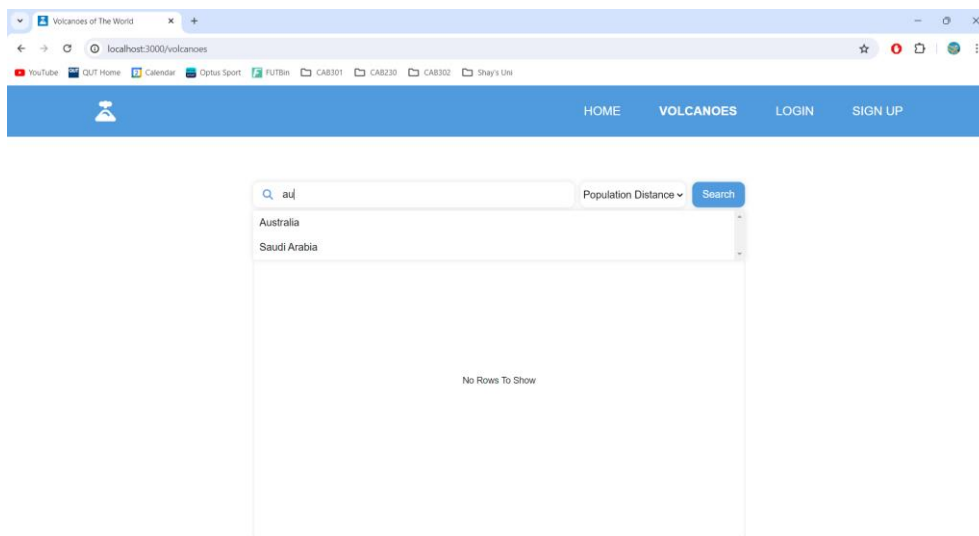 Volcanoes of The World
localhost:3000/volcanoes
YouTube QUT Home Calendar Optus Sport FUTBin CAB301 CAB230 CAB302 Shay's Uni
HOME VOLCANOES LOGIN SIGN UP
au Population Distance Search
Australia
Saudi Arabia
No Rows To Show